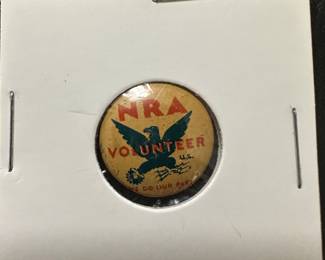 NRA
VOLUNTEER
U.S.
WE DO OUR PART